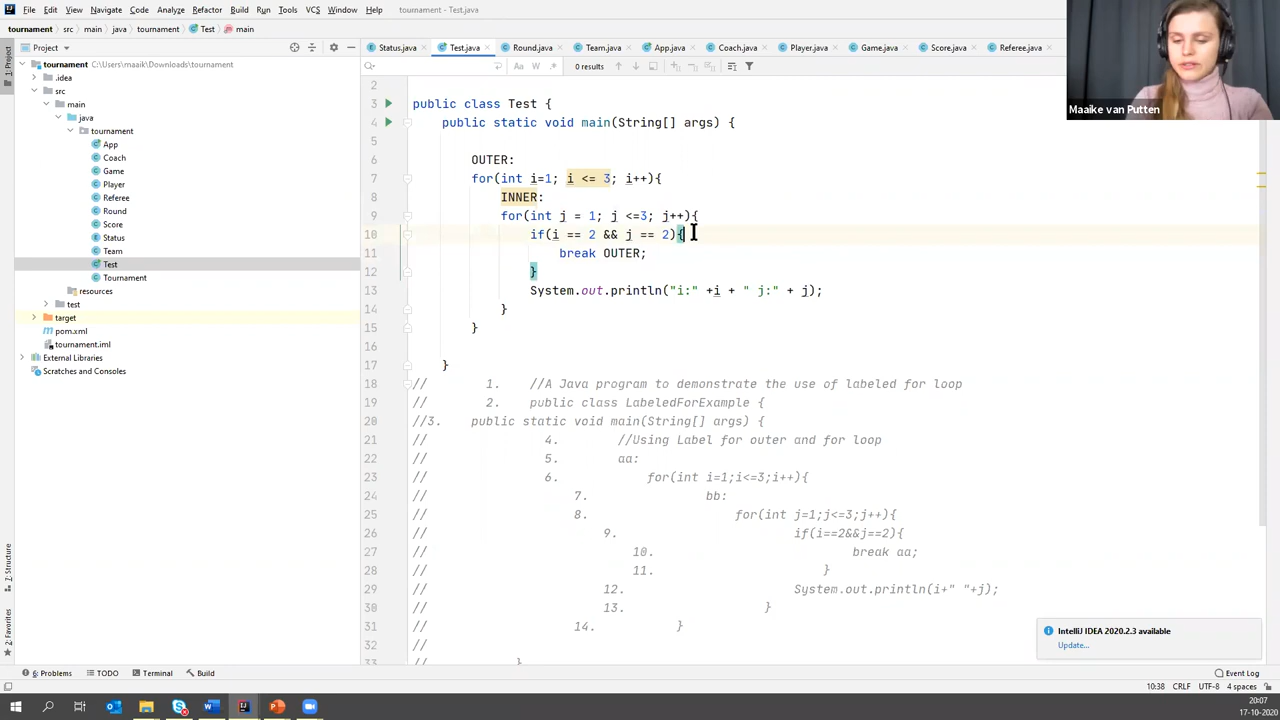 File Edit View Navigate Code Analyze Refactor Build Run Tools VCS Window Help tournament - Test.java
tournament src main java tournament Test main
Project
Status.java Test.java Round.java Team.java App.java Coach.java Player.java Game.java Score.java Referee.java
Aa W .* 0 results
1: Project
tournament C:\Users\maaik\Downloads\tournament
.idea
src
main
java
tournament
App
Coach
Game
Player
Referee
Round
Score
Status
Team
Test
Tournament
resources
test
target
pom.xml
tournament.iml
External Libraries
Scratches and Consoles
7: Structure
2: Favorites
2
3 public class Test {
4 public static void main(String[] args) {
5
6 OUTER:
7 for(int i=1; i <= 3; i++){
8 INNER:
9 for(int j = 1; j <=3; j++){
10 if(i == 2 && j == 2){
11 break OUTER;
12 }
13 System.out.println("i:" +i + " j:" + j);
14 }
15 }
16
17 }
18 // 1. //A Java program to demonstrate the use of labeled for loop
19 // 2. public class LabeledForExample {
20 //3. public static void main(String[] args) {
21 // 4. //Using Label for outer and for loop
22 // 5. aa:
23 // 6. for(int i=1;i<=3;i++){
24 // 7. bb:
25 // 8. for(int j=1;j<=3;j++){
26 // 9. if(i==2&&j==2){
27 // 10. break aa;
28 // 11. }
29 // 12. System.out.println(i+" "+j);
30 // 13. }
31 // 14. }
32 //
33 // }
Maaike van Putten
IntelliJ IDEA 2020.2.3 available
Update...
6: Problems TODO Terminal Build Event Log
10:38 CRLF UTF-8 4 spaces
20:07
17-10-2020